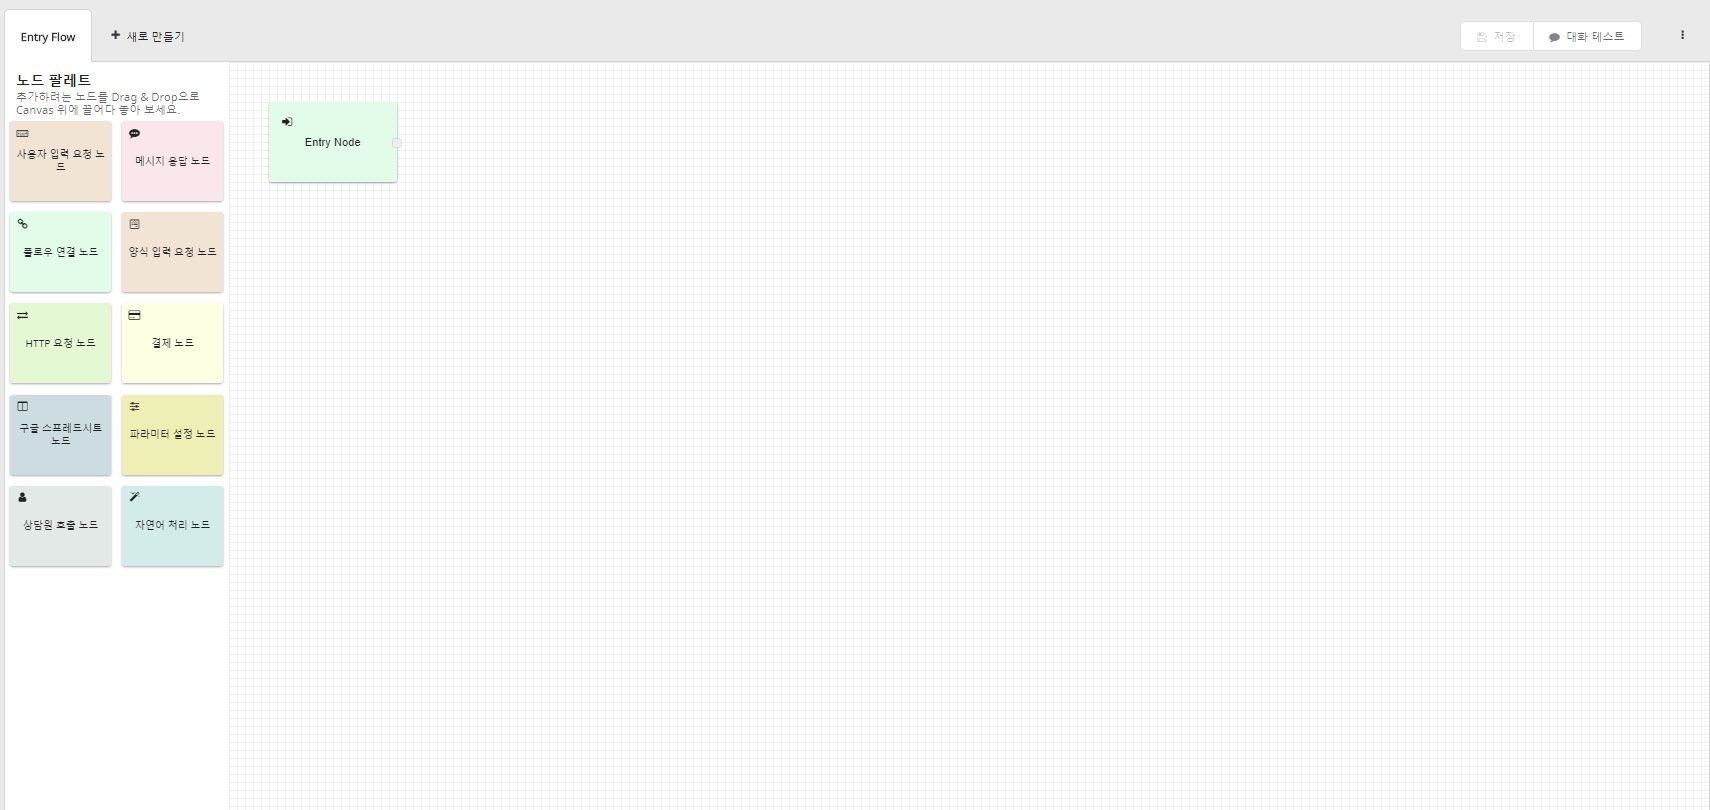 Entry Flow
새로 만들기
저장
대화 테스트
노드 팔레트
추가하려는 노드를 Drag & Drop으로
Canvas 위에 끌어다 놓아 보세요.
사용자 입력 요청 노
드
메시지 응답 노드
플로우 연결 노드
양식 입력 요청 노드
HTTP 요청 노드
결제 노드
구글 스프레드시트
노드
파라미터 설정 노드
상담원 호출 노드
자연어 처리 노드
Entry Node